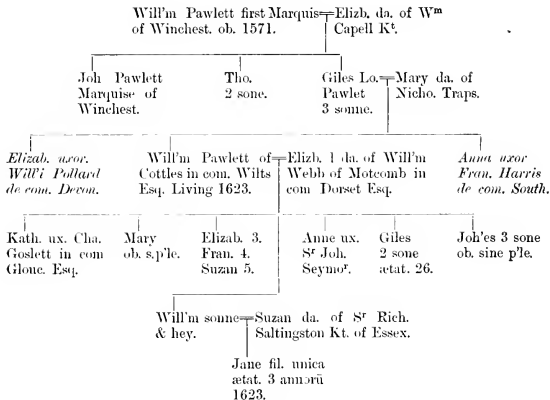 Will'm Pawlett first Marquis=Elizb. da. of Wm
of Winchest. ob. 1571. Capell Kt.
Joh Pawlett
Marquise of
Winchest.
Tho.
2 sone.
Giles Lo.=Mary da. of
Pawlet Nicho. Traps.
3 sonne.
Elizab. uxor.
Will'i Pollard
de com. Devon.
Will'm Pawlett of=Elizb. 1 da. of Will'm
Cottles in com. Wilts Webb of Motcomb in
Esq. Living 1623. com Dorset Esq.
Anna uxor
Fran. Harris
de com. South.
Kath. ux. Cha.
Goslett in com
Glouc. Esq.
Mary
ob. s.p'le.
Elizab. 3.
Fran. 4.
Suzan 5.
Anne ux.
Sr Joh.
Seymor.
Giles
2 sone
ætat. 26.
Joh'es 3 sone
ob. sine p'le.
Will'm sonne=Suzan da. of Sr Rich.
& hey. Saltingston Kt. of Essex.
Jane fil. unica
ætat. 3 annorū
1623.